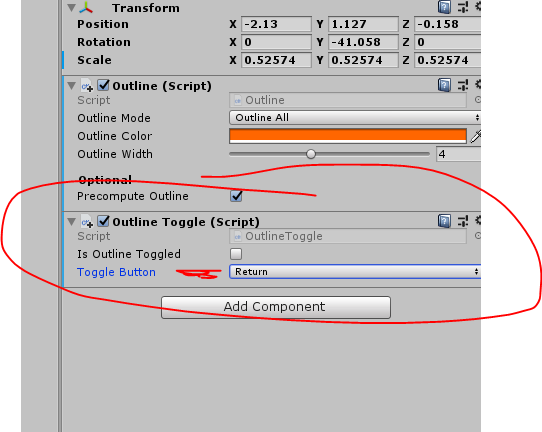 Transform
Position X -2.13 Y 1.127 Z -0.158
Rotation X 0 Y -41.058 Z 0
Scale X 0.52574 Y 0.52574 Z 0.52574
Outline (Script)
Script Outline
Outline Mode Outline All
Outline Color
Outline Width 4
Optional
Precompute Outline
Outline Toggle (Script)
Script OutlineToggle
Is Outline Toggled
Toggle Button Return
Add Component